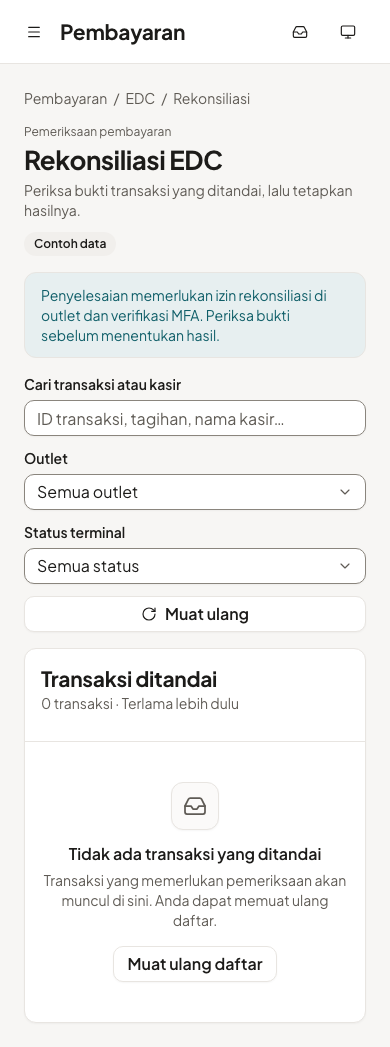 Pembayaran
Pembayaran / EDC / Rekonsiliasi
Pemeriksaan pembayaran
Rekonsiliasi EDC
Periksa bukti transaksi yang ditandai, lalu tetapkan
hasilnya.
Contoh data
Penyelesaian memerlukan izin rekonsiliasi di
outlet dan verifikasi MFA. Periksa bukti
sebelum menentukan hasil.
Cari transaksi atau kasir
ID transaksi, tagihan, nama kasir…
Outlet
Semua outlet
Status terminal
Semua status
Muat ulang
Transaksi ditandai
0 transaksi · Terlama lebih dulu
Tidak ada transaksi yang ditandai
Transaksi yang memerlukan pemeriksaan akan
muncul di sini. Anda dapat memuat ulang
daftar.
Muat ulang daftar